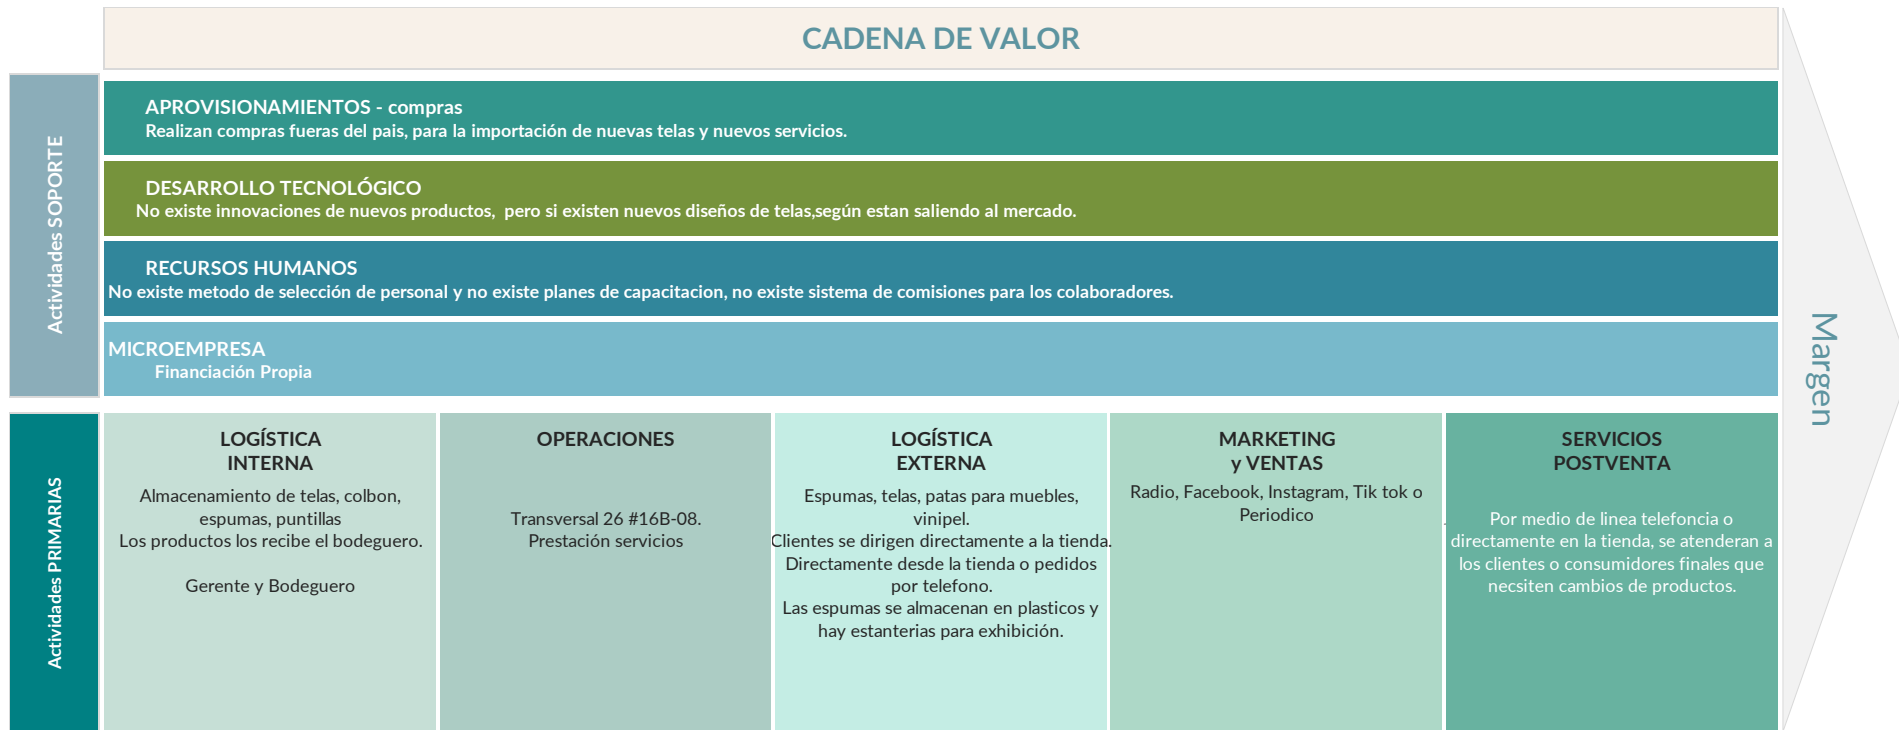 CADENA DE VALOR
Actividades SOPORTE
APROVISIONAMIENTOS - compras
Realizan compras fueras del pais, para la importación de nuevas telas y nuevos servicios.
DESARROLLO TECNOLÓGICO
No existe innovaciones de nuevos productos,  pero si existen nuevos diseños de telas,según estan saliendo al mercado.
RECURSOS HUMANOS
No existe metodo de selección de personal y no existe planes de capacitacion, no existe sistema de comisiones para los colaboradores.
MICROEMPRESA
Financiación Propia
Margen
Actividades PRIMARIAS
LOGÍSTICA
INTERNA
Almacenamiento de telas, colbon,
espumas, puntillas
Los productos los recibe el bodeguero.
Gerente y Bodeguero
OPERACIONES
Transversal 26 #16B-08.
Prestación servicios
LOGÍSTICA
EXTERNA
Espumas, telas, patas para muebles,
vinipel.
Clientes se dirigen directamente a la tienda.
Directamente desde la tienda o pedidos
por telefono.
Las espumas se almacenan en plasticos y
hay estanterias para exhibición.
MARKETING
y VENTAS
Radio, Facebook, Instagram, Tik tok o
Periodico
SERVICIOS
POSTVENTA
Por medio de linea telefoncia o
directamente en la tienda, se atenderan a
los clientes o consumidores finales que
necsiten cambios de productos.